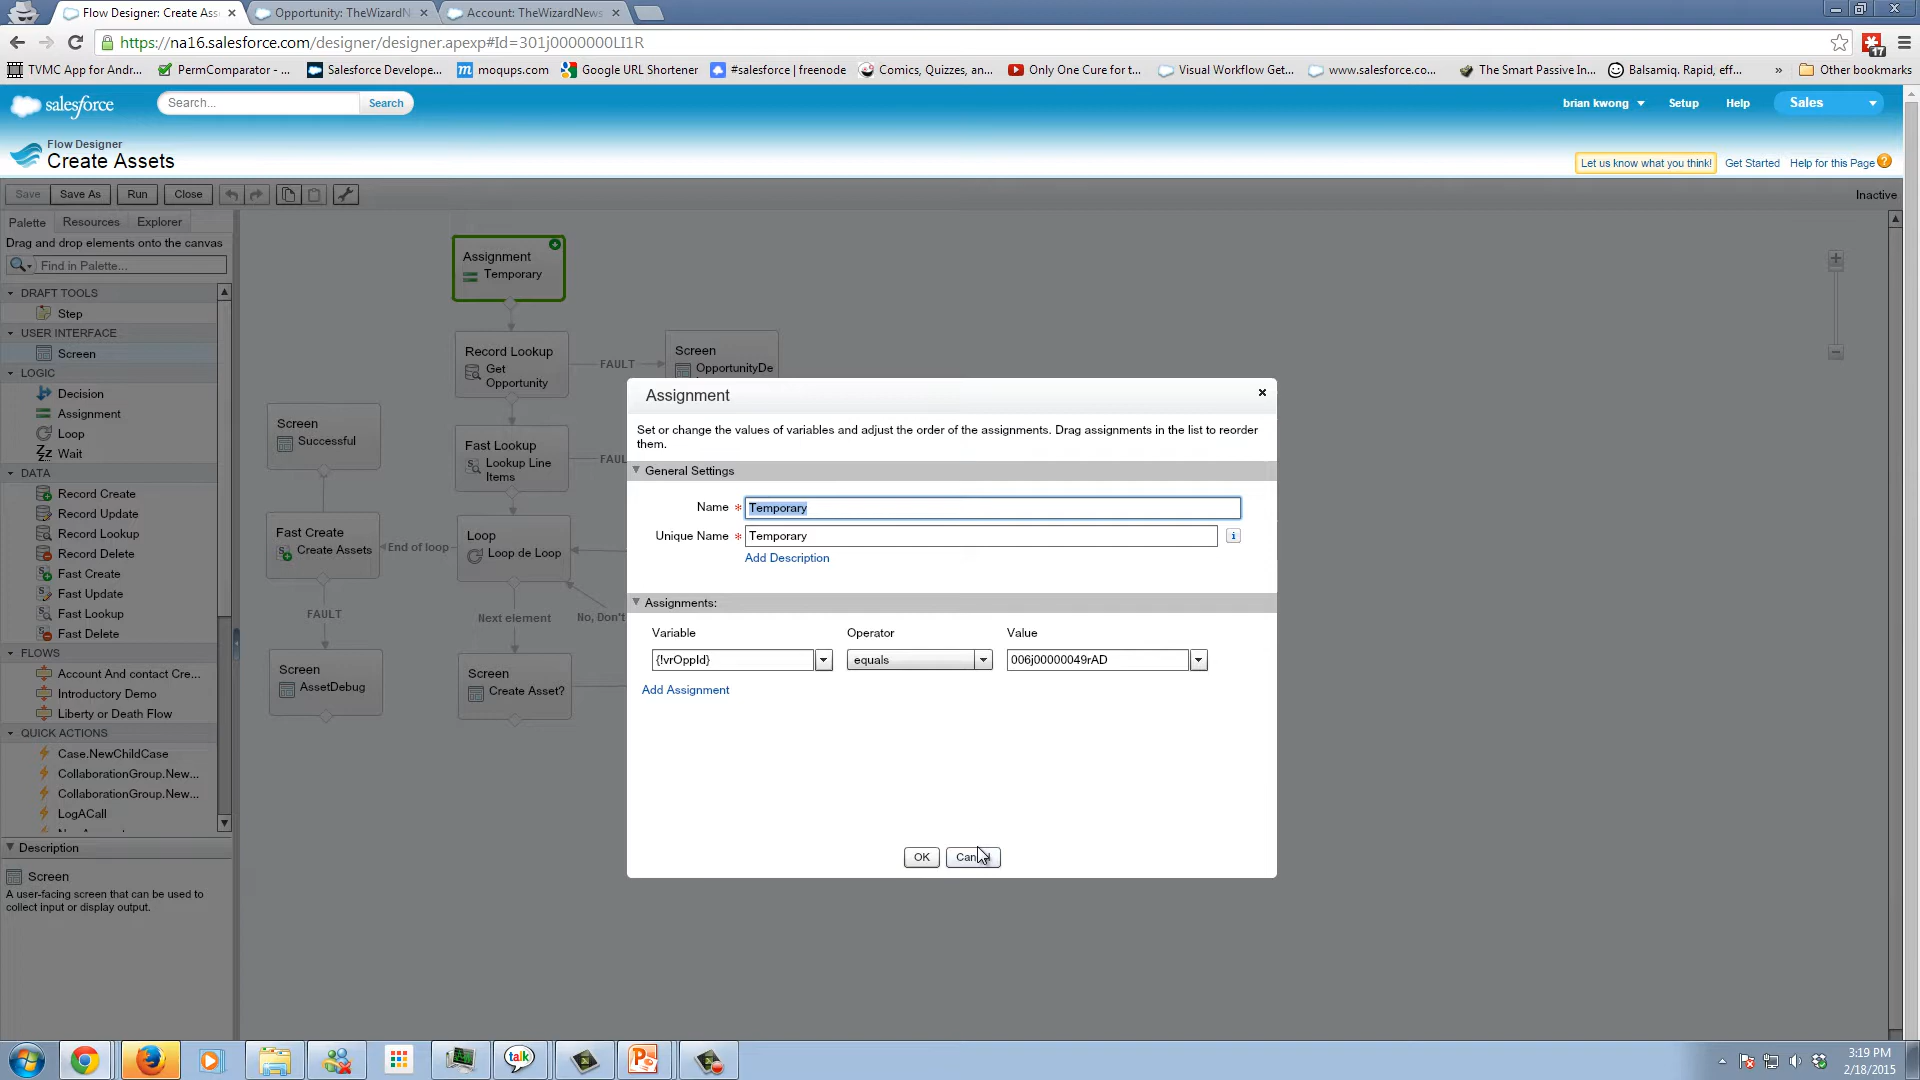 Flow Designer: Create Ass
Opportunity: TheWizardN
Account: TheWizardNews
https://na16.salesforce.com/designer/designer.apexp#Id=301j0000000LI1R
17
TVMC App for Andr...
PermComparator - ...
Salesforce Develope...
moqups.com
Google URL Shortener
#salesforce | freenode
Comics, Quizzes, an...
Only One Cure for t...
Visual Workflow Get...
www.salesforce.co...
The Smart Passive In...
Balsamiq. Rapid, eff...
»
Other bookmarks
salesforce
Search...
Search
brian kwong
Setup
Help
Sales
Flow Designer
Create Assets
Let us know what you think!
Get Started
Help for this Page
Save
Save As
Run
Close
Inactive
Palette
Resources
Explorer
Drag and drop elements onto the canvas
Find in Palette...
DRAFT TOOLS
Step
USER INTERFACE
Screen
LOGIC
Decision
Assignment
Loop
Wait
DATA
Record Create
Record Update
Record Lookup
Record Delete
Fast Create
Fast Update
Fast Lookup
Fast Delete
FLOWS
Account And contact Cre...
Introductory Demo
Liberty or Death Flow
QUICK ACTIONS
Case.NewChildCase
CollaborationGroup.New...
CollaborationGroup.New...
LogACall
Description
Screen
A user-facing screen that can be used to
collect input or display output.
Assignment
Temporary
Record Lookup
Get
Opportunity
FAULT
Screen
OpportunityDe
Screen
Successful
Fast Lookup
Lookup Line
Items
FAUL
Fast Create
Create Assets
End of loop
Loop
Loop de Loop
FAULT
Next element
No, Don't
Screen
AssetDebug
Screen
Create Asset?
Assignment
Set or change the values of variables and adjust the order of the assignments. Drag assignments in the list to reorder
them.
General Settings
Name * Temporary
Unique Name * Temporary
Add Description
Assignments:
Variable
Operator
Value
{!vrOppId}
equals
006j00000049rAD
Add Assignment
OK
talk
3:19 PM
2/18/2015